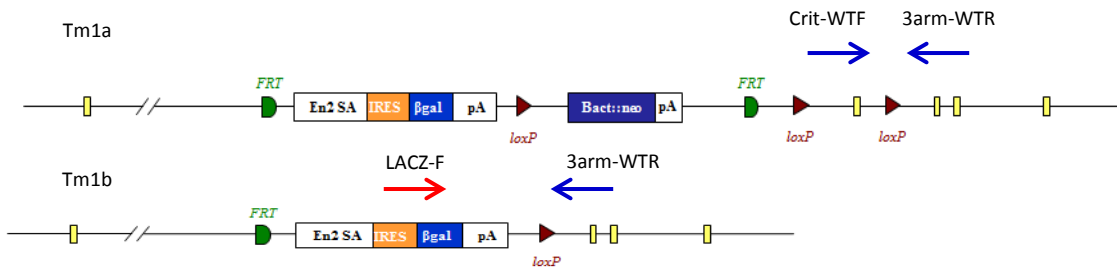 Crit-WTF 3arm-WTR
Tm1a
FRT FRT
En2 SA IRES βgal pA Bact::neo pA
loxP loxP loxP
LACZ-F 3arm-WTR
Tm1b
FRT
En2 SA IRES βgal pA
loxP